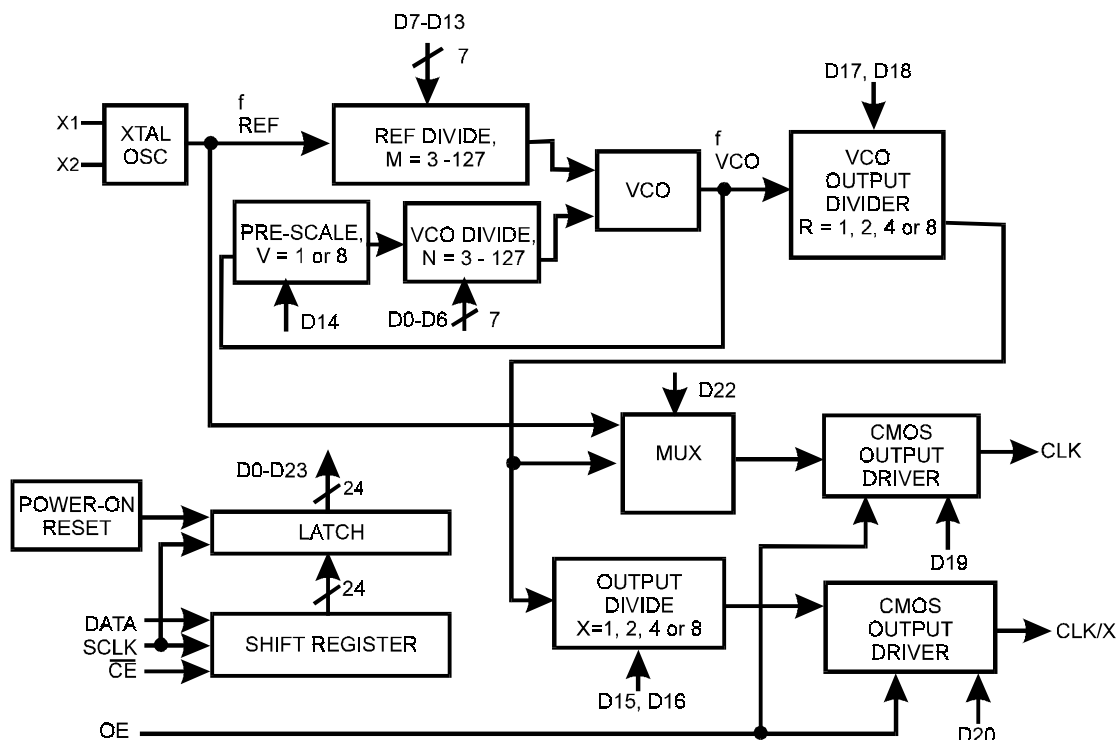 D7-D13
7
D17, D18
X1
X2
XTAL
OSC
f
REF
REF DIVIDE,
M = 3 -127
VCO
f
VCO
VCO
OUTPUT
DIVIDER
R = 1, 2, 4 or 8
PRE-SCALE,
V = 1 or 8
VCO DIVIDE,
N = 3 - 127
D14
D0-D6
7
D22
MUX
CMOS
OUTPUT
DRIVER
CLK
D0-D23
24
POWER-ON
RESET
LATCH
D19
24
OUTPUT
DIVIDE
X=1, 2, 4 or 8
CMOS
OUTPUT
DRIVER
CLK/X
DATA
SCLK
CE
SHIFT REGISTER
D15, D16
OE
D20